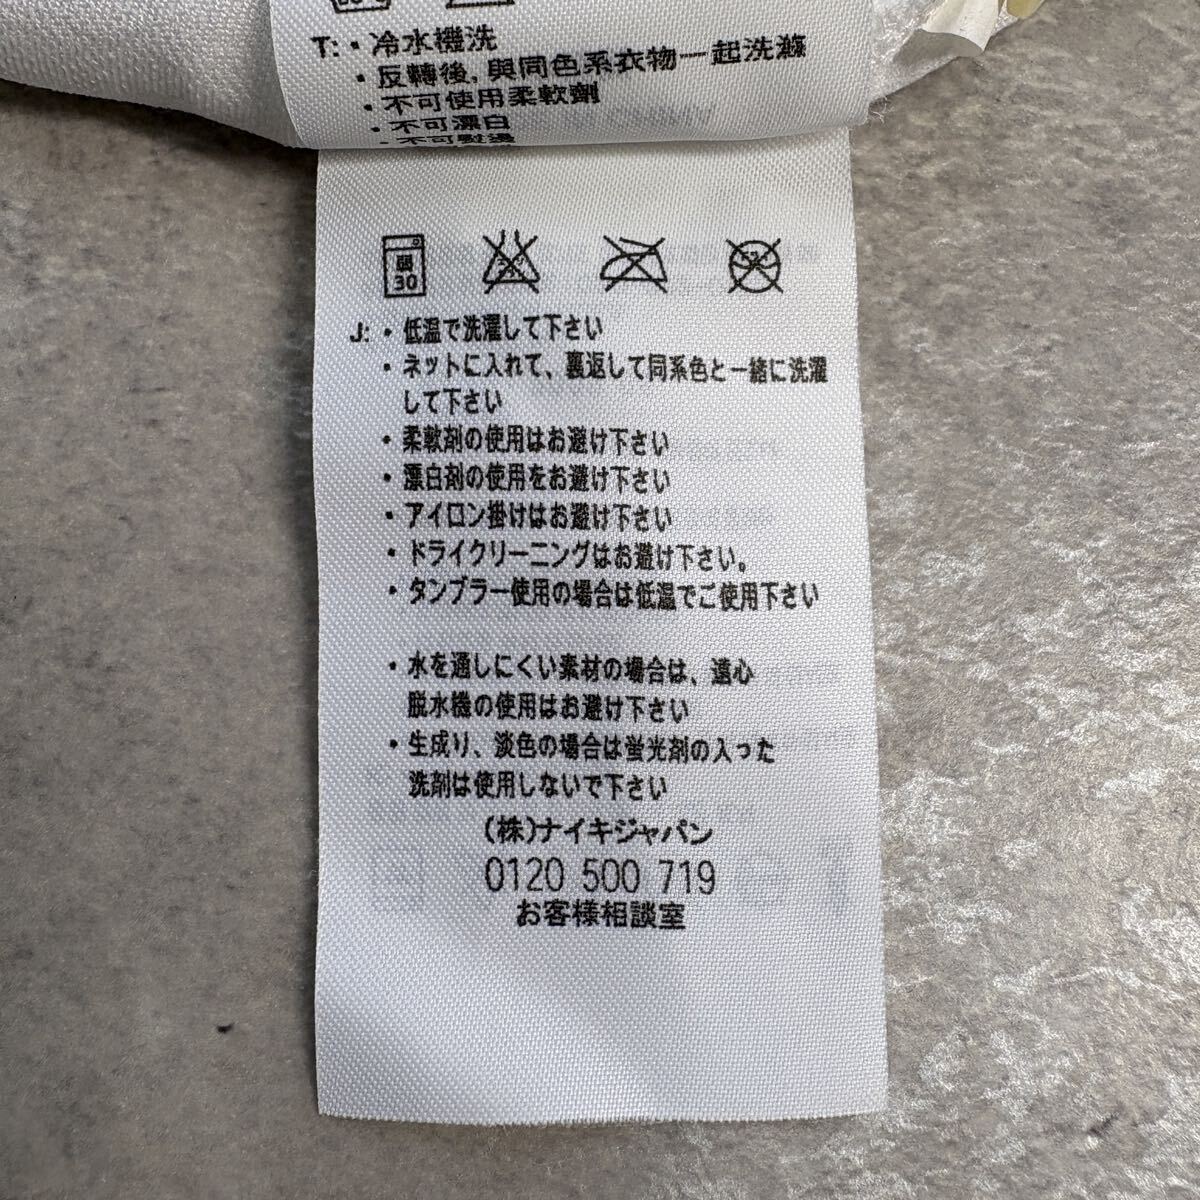 T: ・冷水機洗
・反轉後, 與同色系衣物一起洗滌
・不可使用柔軟劑
・不可漂白
・不可熨燙
弱
30
J: ・低温で洗濯して下さい
・ネットに入れて、裏返して同系色と一緒に洗濯
して下さい
・柔軟剤の使用はお避け下さい
・漂白剤の使用をお避け下さい
・アイロン掛けはお避け下さい
・ドライクリーニングはお避け下さい。
・タンブラー使用の場合は低温でご使用下さい
・水を通しにくい素材の場合は、遠心
脱水機の使用はお避け下さい
・生成り、淡色の場合は蛍光剤の入った
洗剤は使用しないで下さい
(株)ナイキジャパン
0120 500 719
お客様相談室